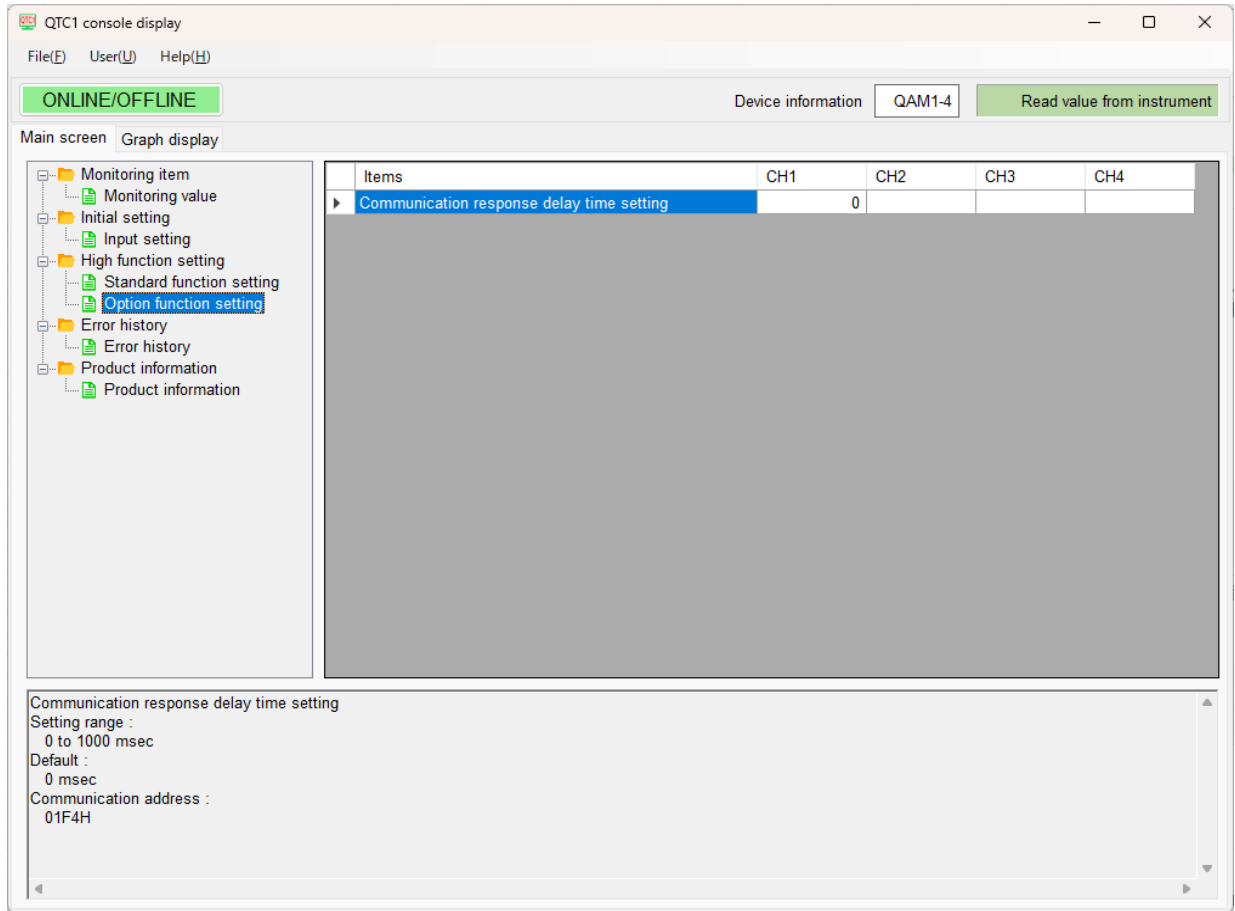 QTC1 console display
File(F) User(U) Help(H)
ONLINE/OFFLINE Device information QAM1-4 Read value from instrument
Main screen Graph display
Monitoring item
Monitoring value
Initial setting
Input setting
High function setting
Standard function setting
Option function setting
Error history
Error history
Product information
Product information
Items CH1 CH2 CH3 CH4
Communication response delay time setting 0
Communication response delay time setting
Setting range :
0 to 1000 msec
Default :
0 msec
Communication address :
01F4H